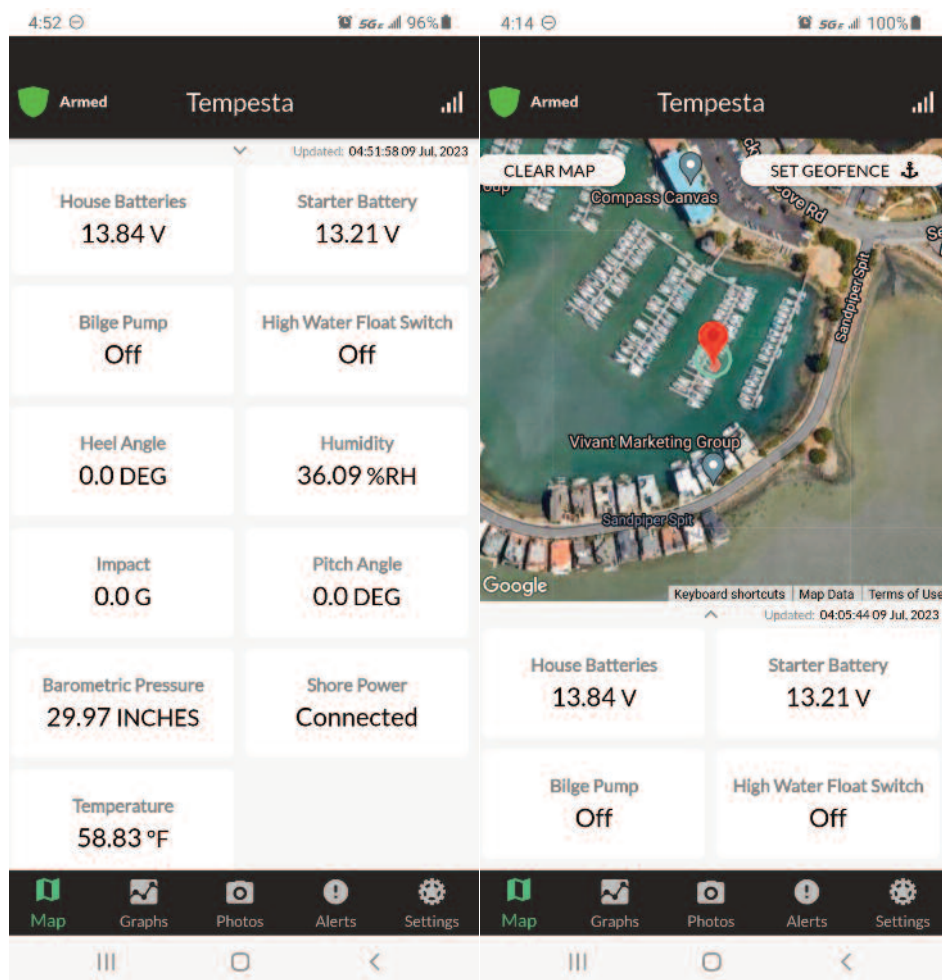 4:52
5GE
96%
Armed
Tempesta
Updated: 04:51:58 09 Jul, 2023
House Batteries
13.84 V
Starter Battery
13.21 V
Bilge Pump
Off
High Water Float Switch
Off
Heel Angle
0.0 DEG
Humidity
36.09 %RH
Impact
0.0 G
Pitch Angle
0.0 DEG
Barometric Pressure
29.97 INCHES
Shore Power
Connected
Temperature
58.83 °F
Map
Graphs
Photos
Alerts
Settings
4:14
5GE
100%
Armed
Tempesta
CLEAR MAP
SET GEOFENCE
oup
Compass Canvas
Cove Rd
Se
Sandpiper Spit
Vivant Marketing Group
Sandpiper Spit
Google
Keyboard shortcuts
Map Data
Terms of Use
Updated: 04:05:44 09 Jul, 2023
House Batteries
13.84 V
Starter Battery
13.21 V
Bilge Pump
Off
High Water Float Switch
Off
Map
Graphs
Photos
Alerts
Settings